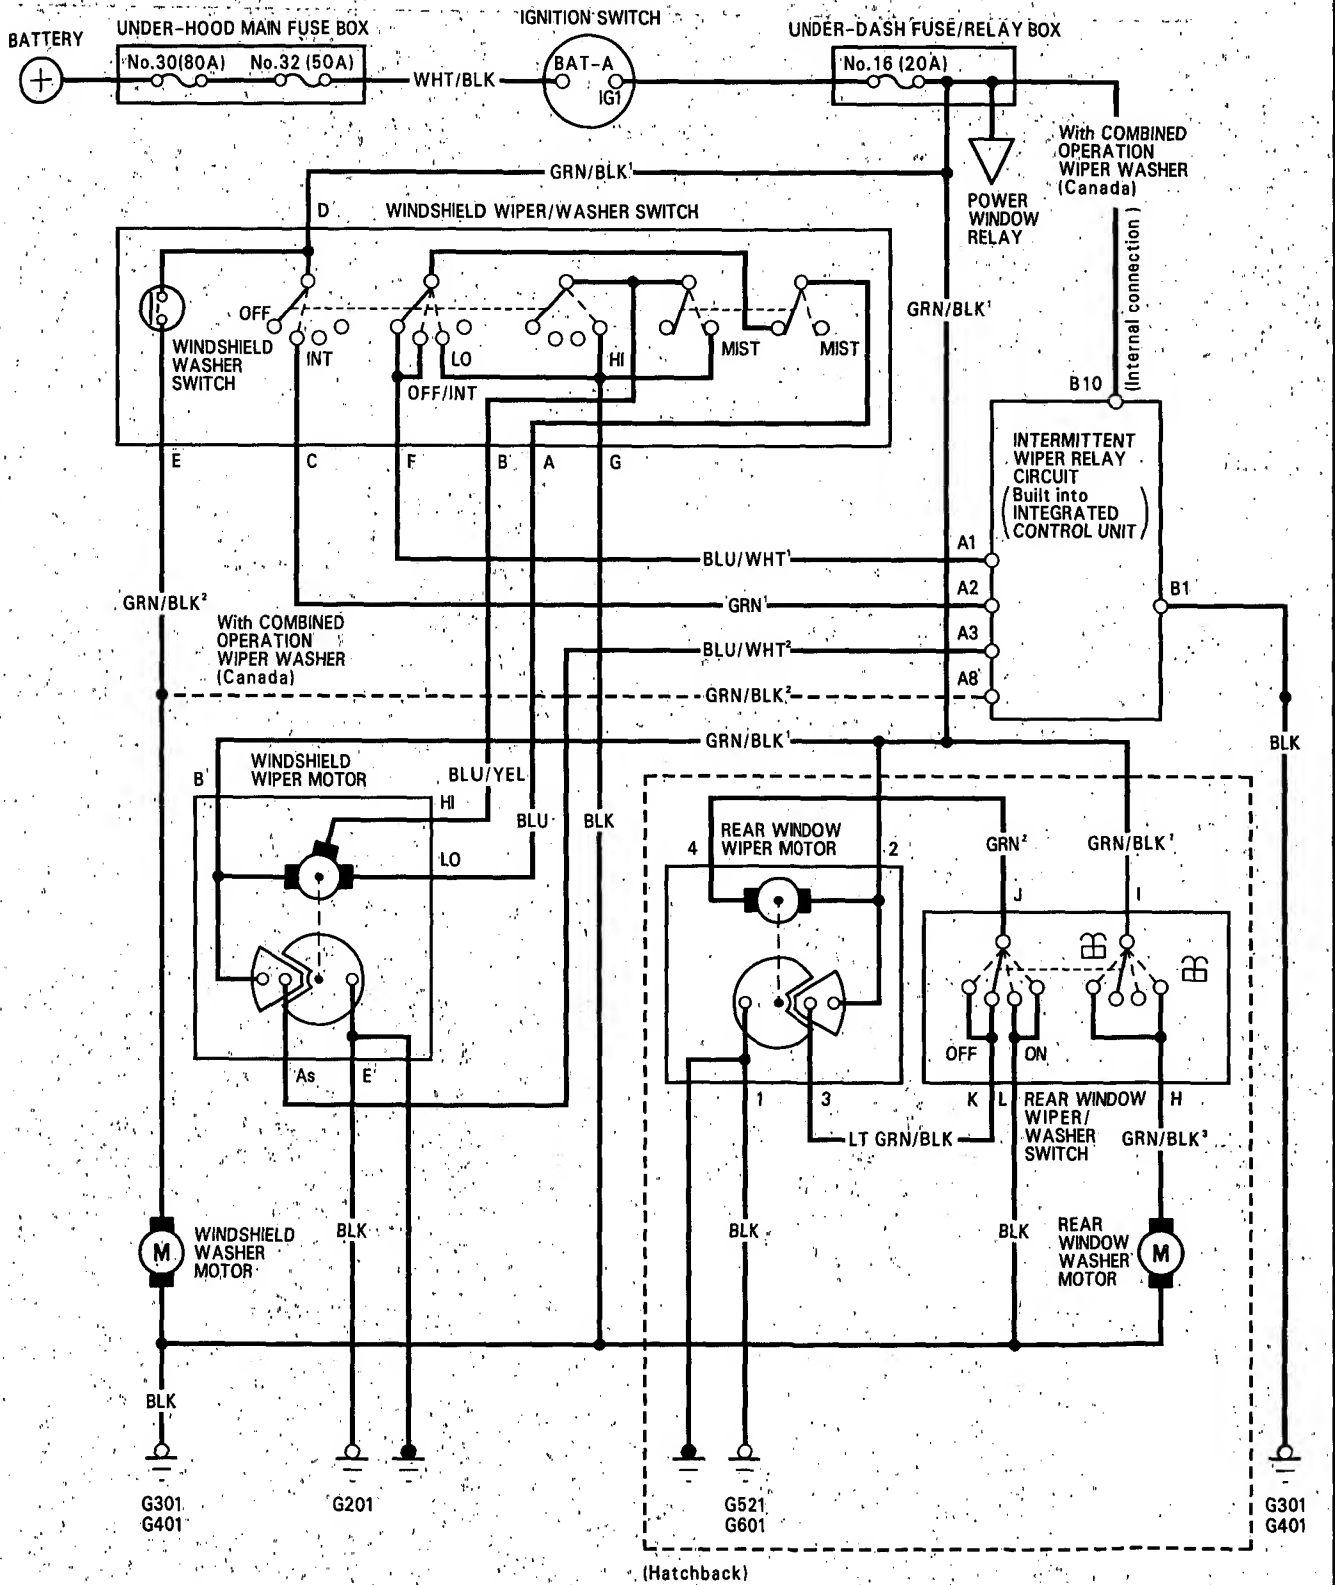 BATTERY
UNDER-HOOD MAIN FUSE BOX
No.30(80A)
No.32 (50A)
WHT/BLK
IGNITION SWITCH
BAT-A
IG1
UNDER-DASH FUSE/RELAY BOX
No.16 (20A)
With COMBINED
OPERATION
WIPER WASHER
(Canada)
(Internal connection)
POWER
WINDOW
RELAY
GRN/BLK¹
D
WINDSHIELD WIPER/WASHER SWITCH
OFF
INT
LO
OFF/INT
HI
MIST
MIST
WINDSHIELD
WASHER
SWITCH
GRN/BLK¹
B10
E
C
F
B
A
G
INTERMITTENT
WIPER RELAY
CIRCUIT
(Built into
INTEGRATED
CONTROL UNIT)
A1
BLU/WHT¹
A2
GRN¹
A3
BLU/WHT²
A8
GRN/BLK²
B1
GRN/BLK²
With COMBINED
OPERATION
WIPER WASHER
(Canada)
GRN/BLK¹
BLK
WINDSHIELD
WIPER MOTOR
B
HI
LO
BLU/YEL
BLU
BLK
As
E
REAR WINDOW
WIPER MOTOR
4
2
GRN²
GRN/BLK¹
J
I
OFF
ON
1
3
K
L
H
LT GRN/BLK
REAR WINDOW
WIPER/
WASHER
SWITCH
GRN/BLK³
M
WINDSHIELD
WASHER
MOTOR
BLK
BLK
BLK
REAR
WINDOW
WASHER
MOTOR
M
BLK
G301
G401
G201
G521
G601
G301
G401
(Hatchback)